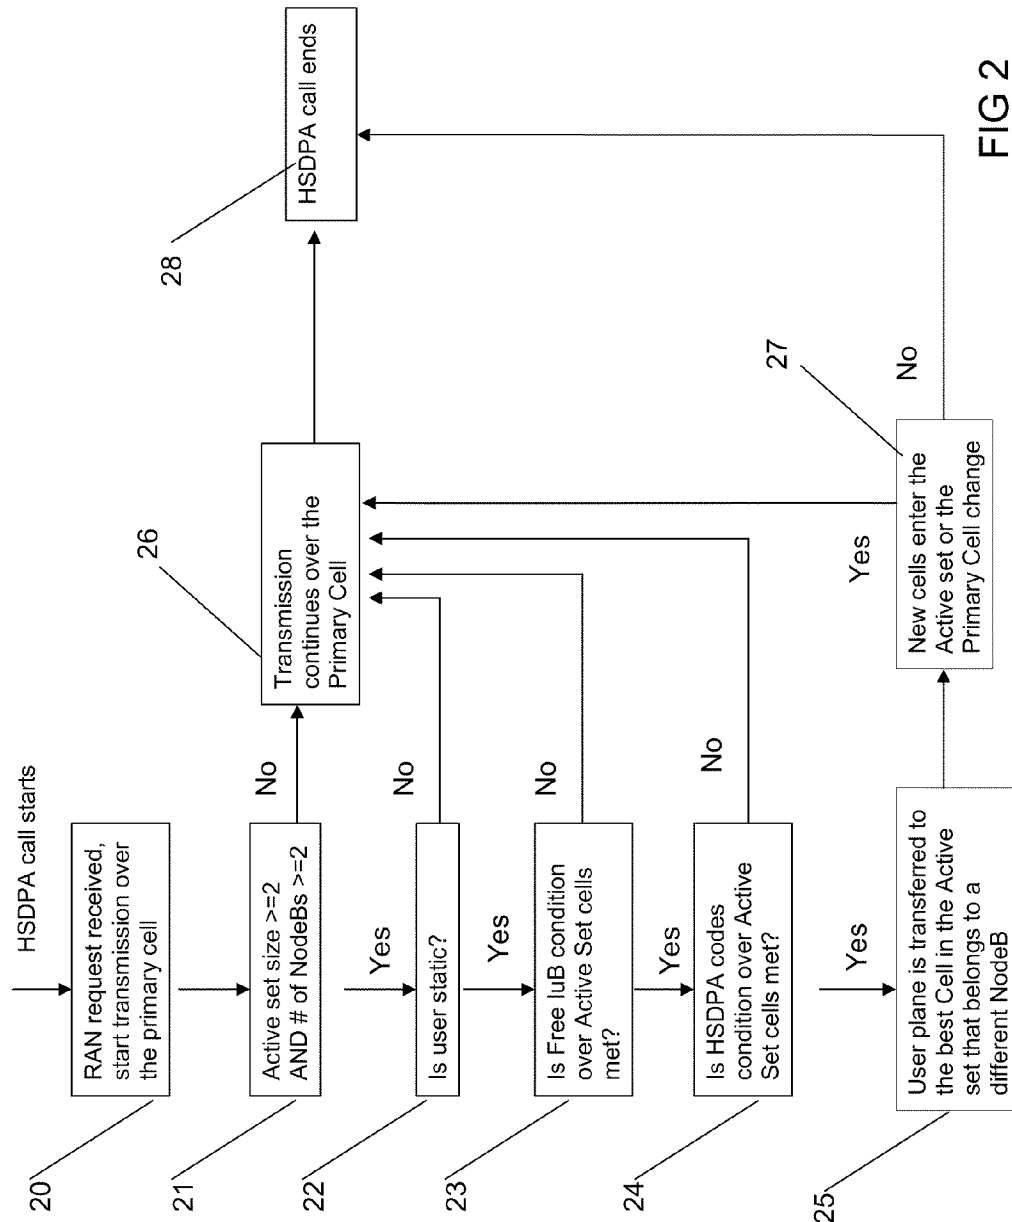 HSDPA call starts
RAN request received,
start transmission over
the primary cell
20
Active set size >=2
AND # of NodeBs >=2
21
No
Yes
Is user static?
22
No
Yes
Is Free IuB condition
over Active Set cells
met?
23
No
Yes
Is HSDPA codes
condition over Active
Set cells met?
24
No
Yes
User plane is transferred to
the best Cell in the Active
set that belongs to a
different NodeB
25
26
Transmission
continues over the
Primary Cell
Yes
27
New cells enter the
Active set or the
Primary Cell change
No
28
HSDPA call ends
FIG 2